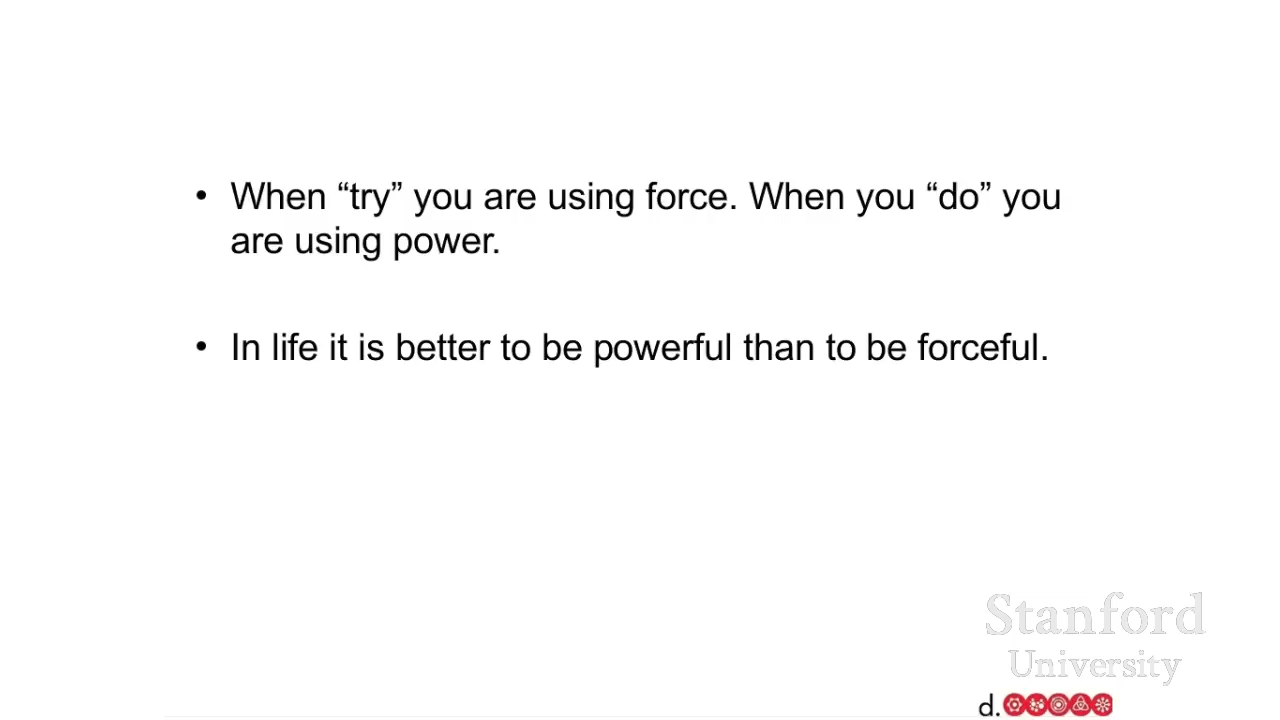 • When “try” you are using force. When you “do” you
are using power.
• In life it is better to be powerful than to be forceful.
Stanford
University
d.